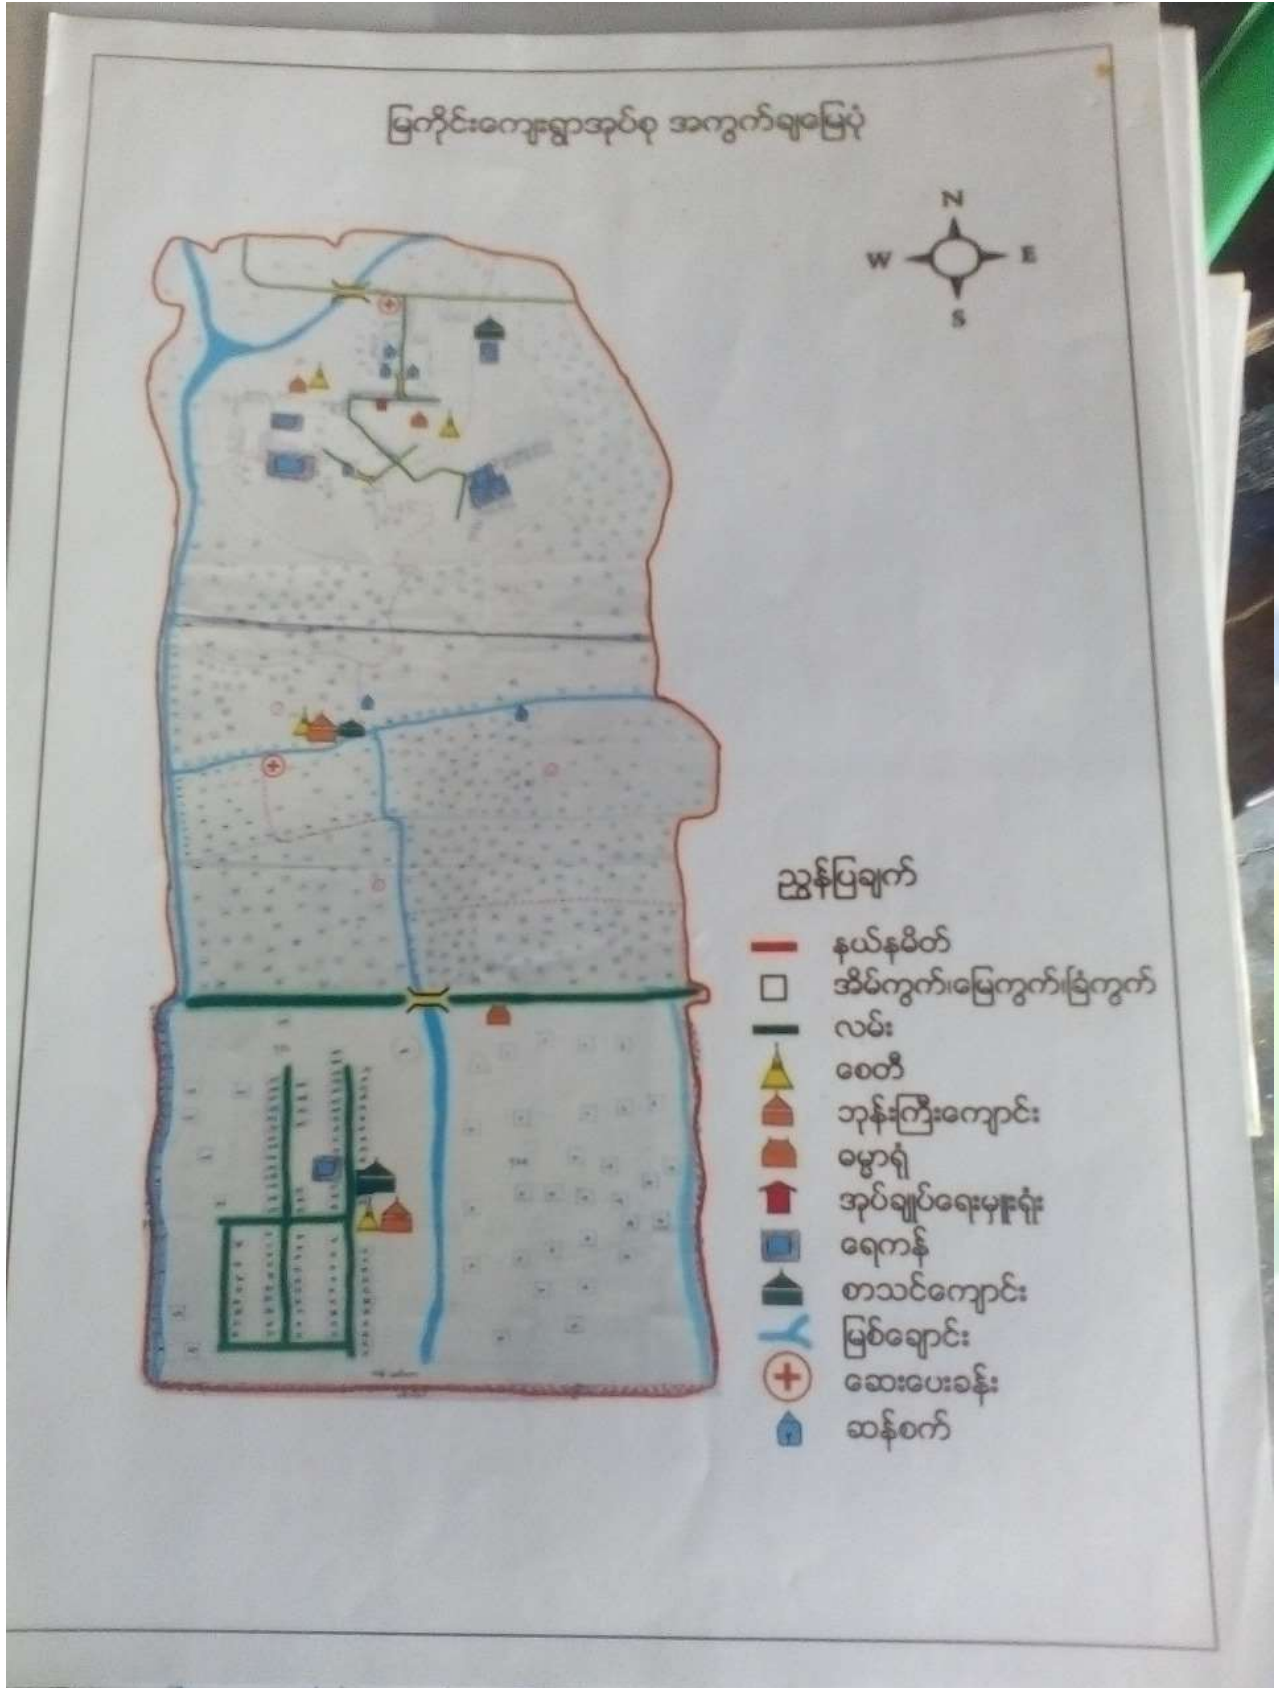 မြကိုင်းကျေးရွာအုပ်စု အကွက်ချမြေပုံ
N
W
E
S
ညွှန်ပြချက်
နယ်နမိတ်
အိမ်ကွက်၊မြေကွက်၊ခြံကွက်
လမ်း
စေတီ
ဘုန်းကြီးကျောင်း
ဓမ္မာရုံ
အုပ်ချုပ်ရေးမှူးရုံး
ရေကန်
စာသင်ကျောင်း
မြစ်ချောင်း
ဆေးပေးခန်း
ဆန်စက်